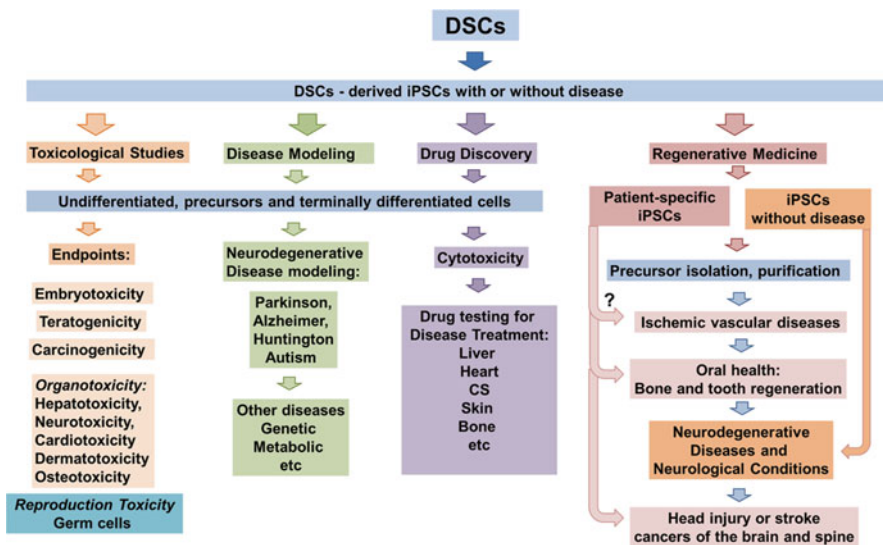 DSCs
DSCs - derived iPSCs with or without disease
Toxicological Studies
Disease Modeling
Drug Discovery
Regenerative Medicine
Undifferentiated, precursors and terminally differentiated cells
Patient-specific
iPSCs
iPSCs
without disease
Endpoints:
Embryotoxicity
Teratogenicity
Carcinogenicity
Organotoxicity:
Hepatotoxicity,
Neurotoxicity,
Cardiotoxicity
Dermatotoxicity
Osteotoxicity
Reproduction Toxicity
Germ cells
Neurodegenerative
Disease modeling:
Parkinson,
Alzheimer,
Huntington
Autism
Other diseases
Genetic
Metabolic
etc
Cytotoxicity
Drug testing for
Disease Treatment:
Liver
Heart
CS
Skin
Bone
etc
Precursor isolation, purification
?
Ischemic vascular diseases
Oral health:
Bone and tooth regeneration
Neurodegenerative
Diseases and
Neurological Conditions
Head injury or stroke
cancers of the brain and spine